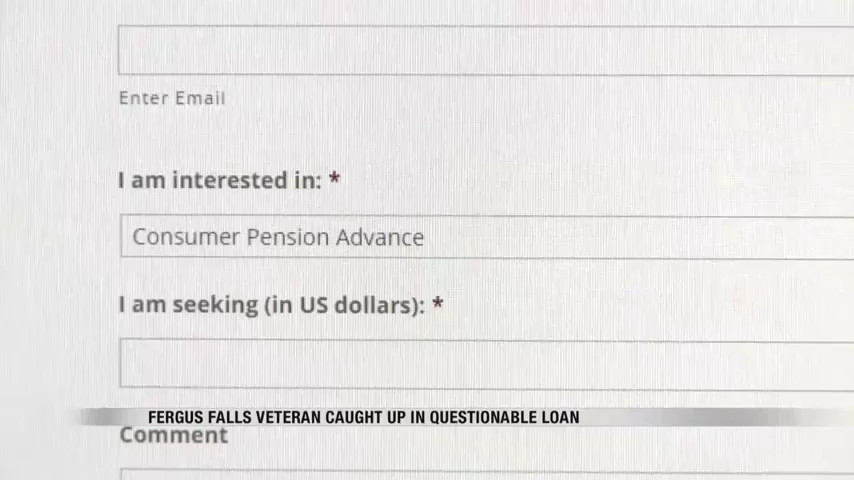 Enter Email
I am interested in: *
Consumer Pension Advance
I am seeking (in US dollars): *
FERGUS FALLS VETERAN CAUGHT UP IN QUESTIONABLE LOAN
Comment